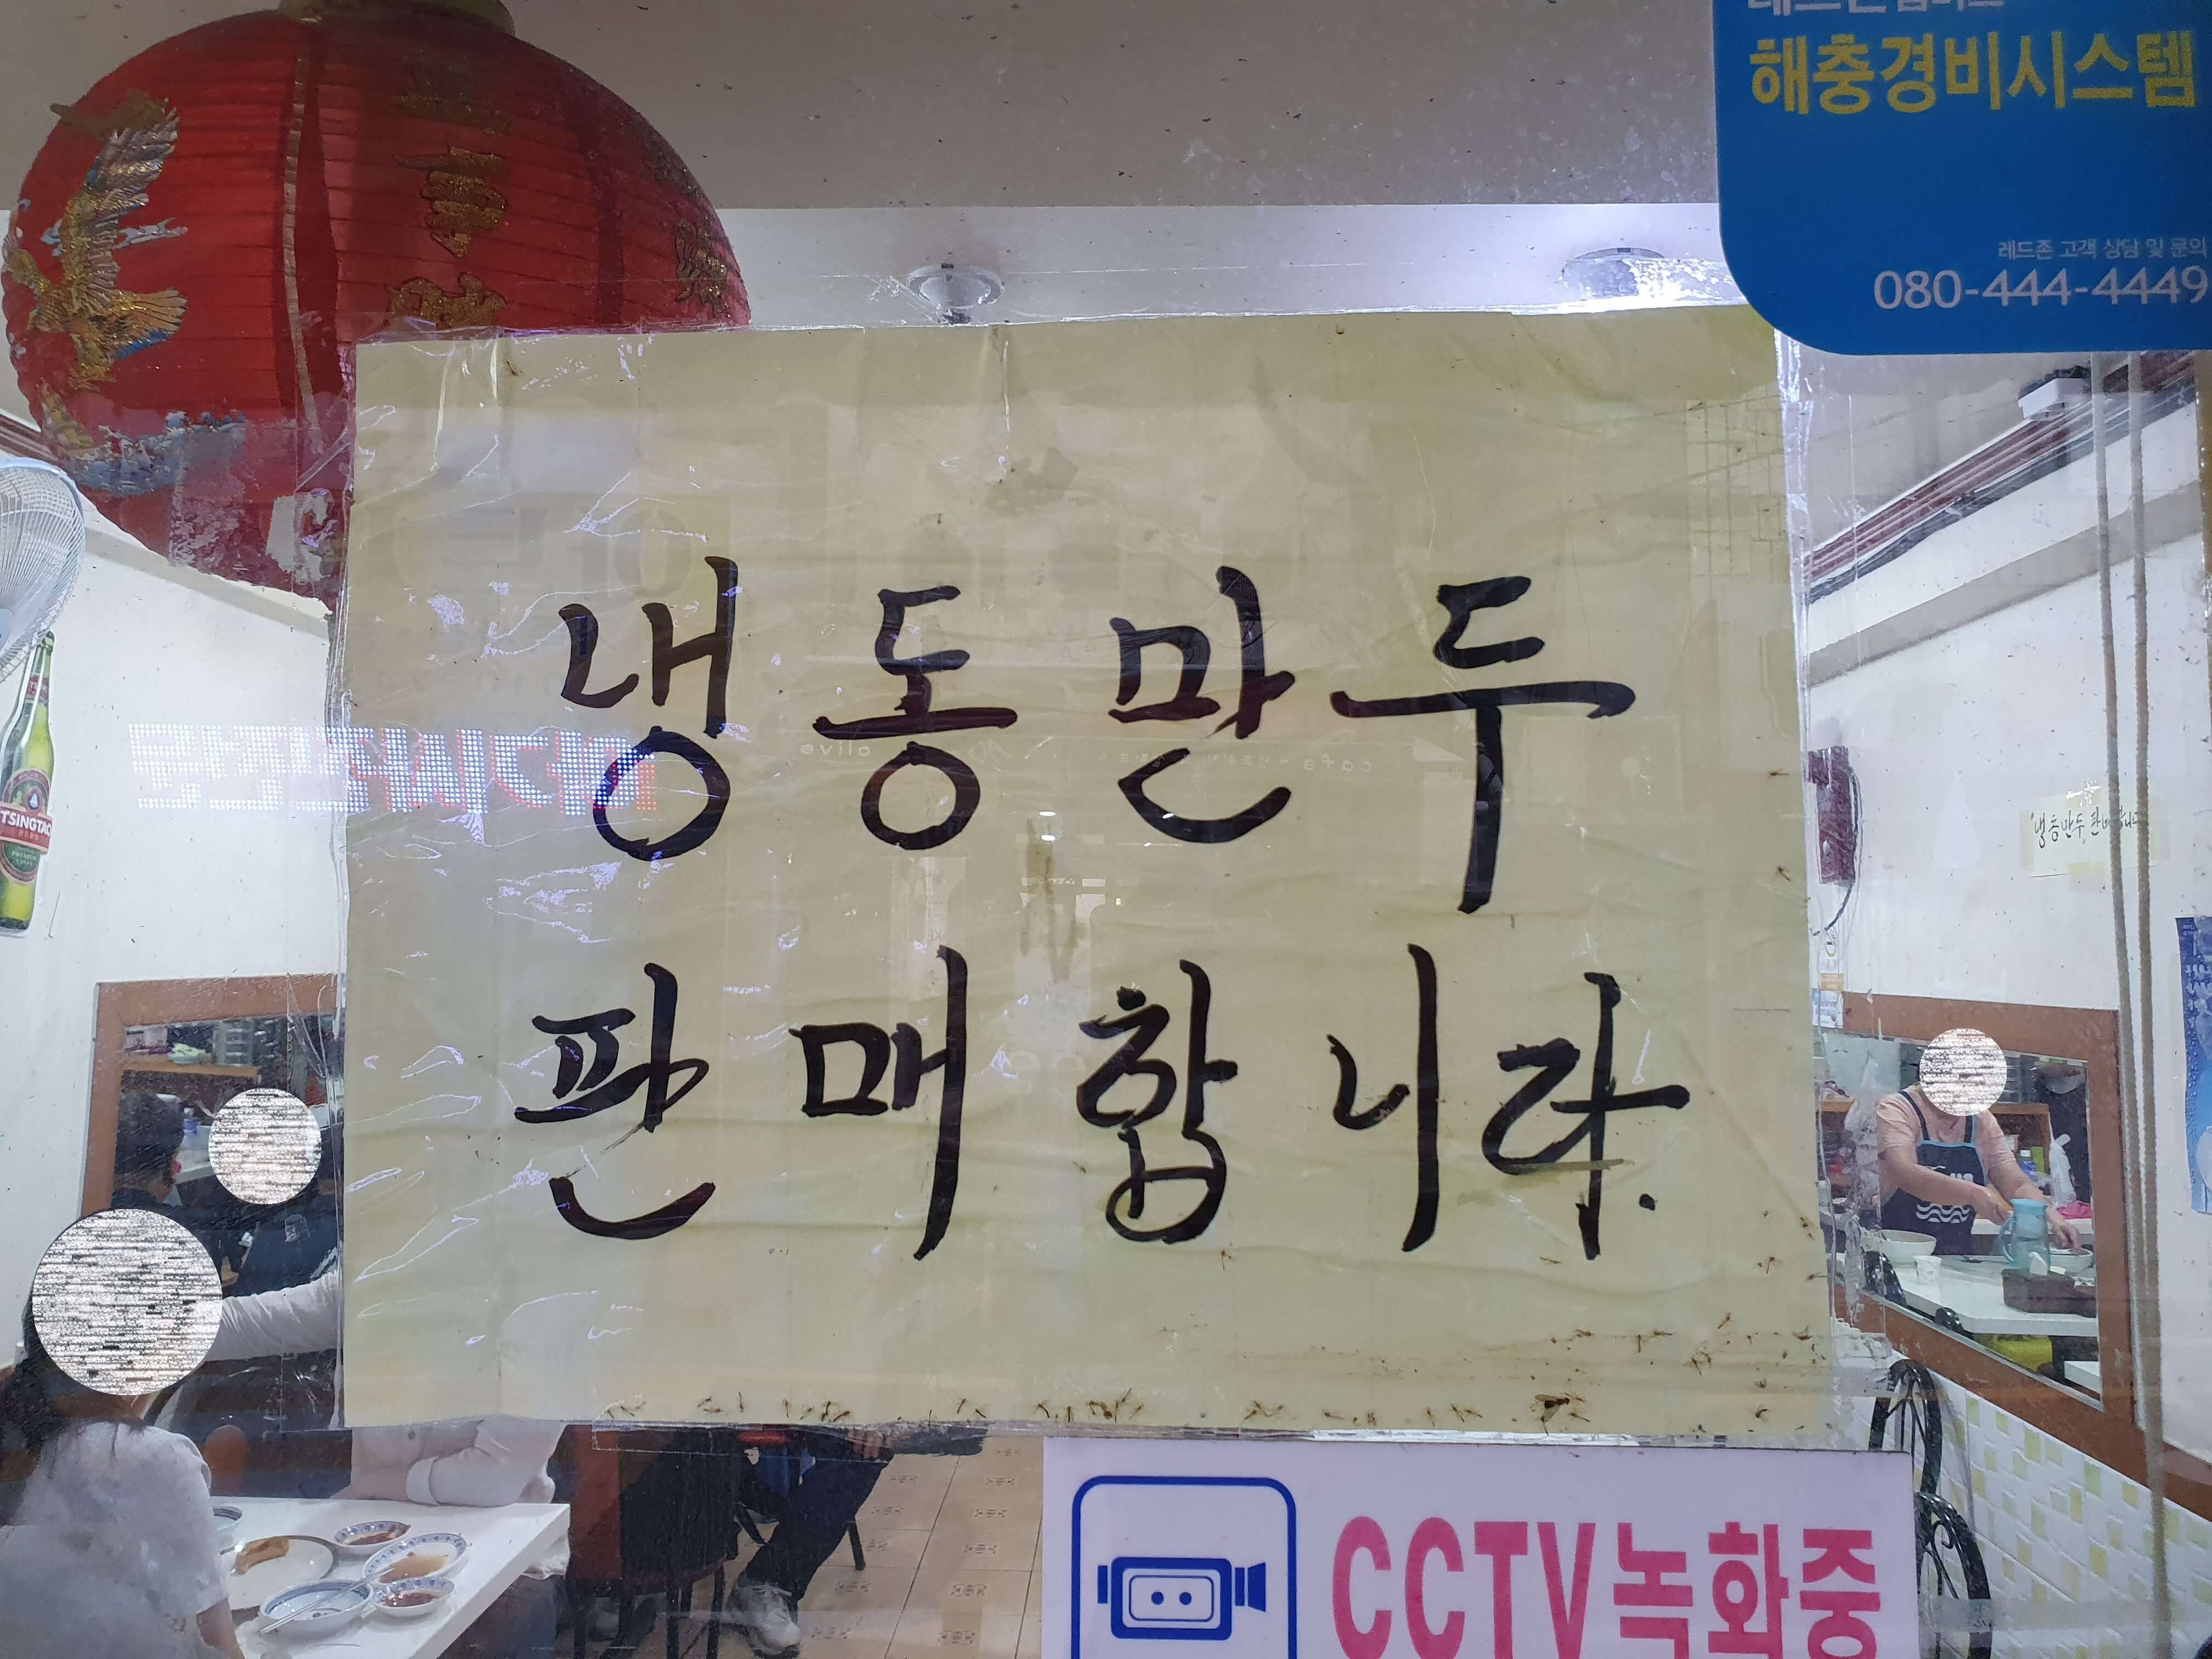 해충경비시스템
레드존 고객 상담 및 문의
080-444-4449
냉동만두
판매합니다.
TSINGTAO
냉동만두 판매합니다
CCTV녹화중